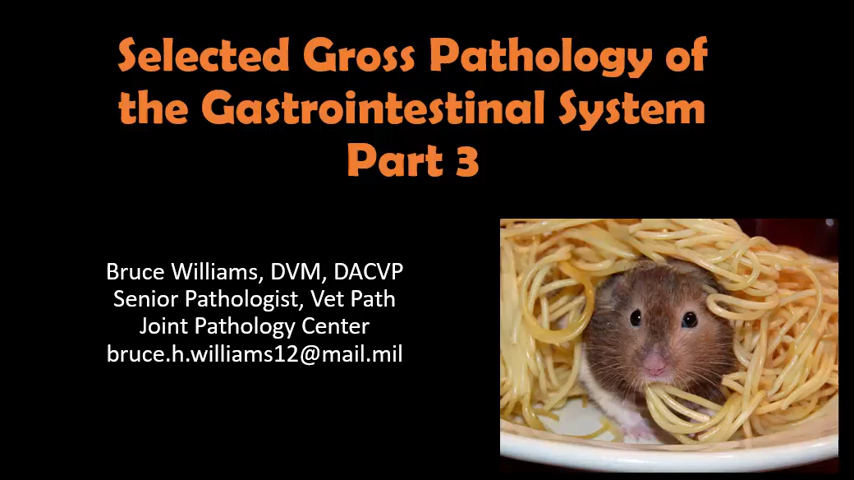 Selected Gross Pathology of
the Gastrointestinal System
Part 3
Bruce Williams, DVM, DACVP
Senior Pathologist, Vet Path
Joint Pathology Center
bruce.h.williams12@mail.mil